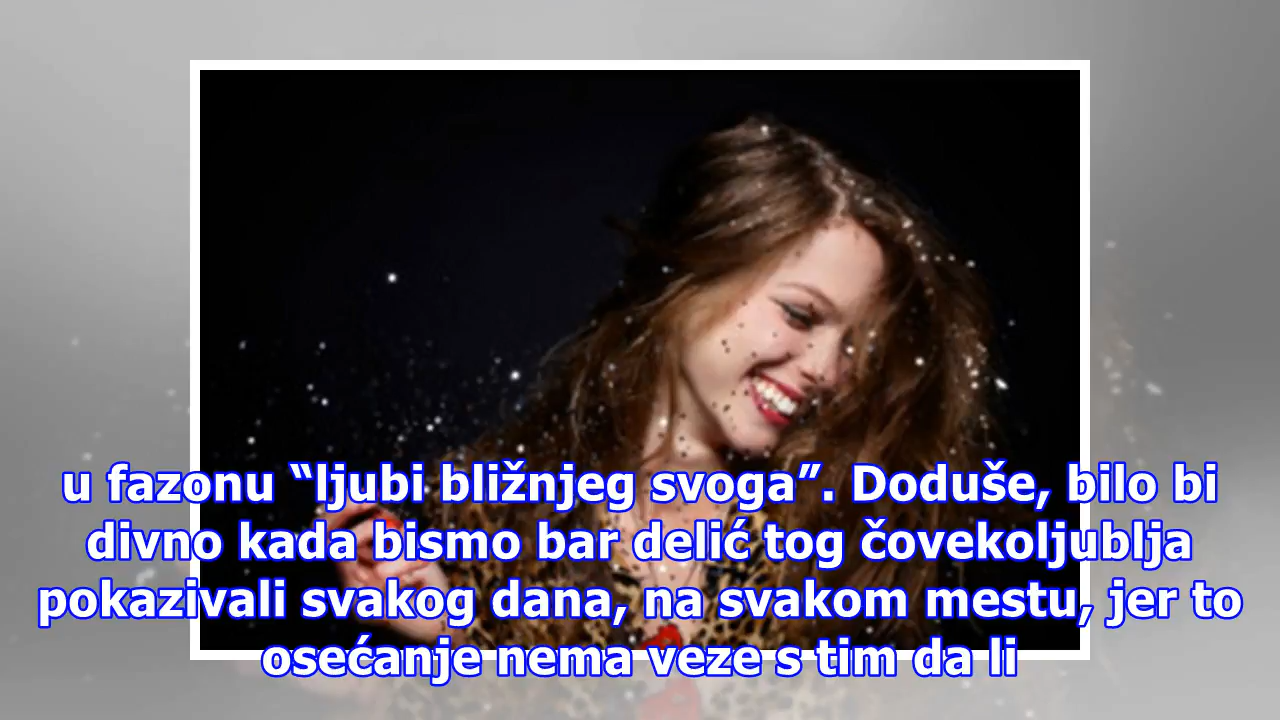 u fazonu “ljubi bližnjeg svoga”. Doduše, bilo bi
divno kada bismo bar delić tog čovekoljublja
pokazivali svakog dana, na svakom mestu, jer to
osećanje nema veze s tim da li